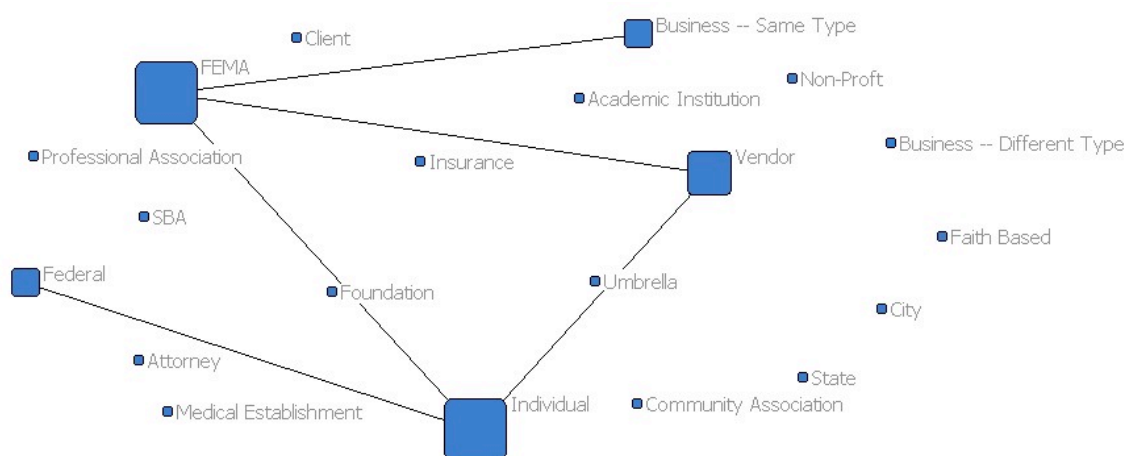 Business -- Same Type
Client
FEMA
Non-Proft
Academic Institution
Business -- Different Type
Professional Association
Insurance
Vendor
SBA
Faith Based
Federal
Foundation
Umbrella
City
Attorney
State
Medical Establishment
Individual
Community Association